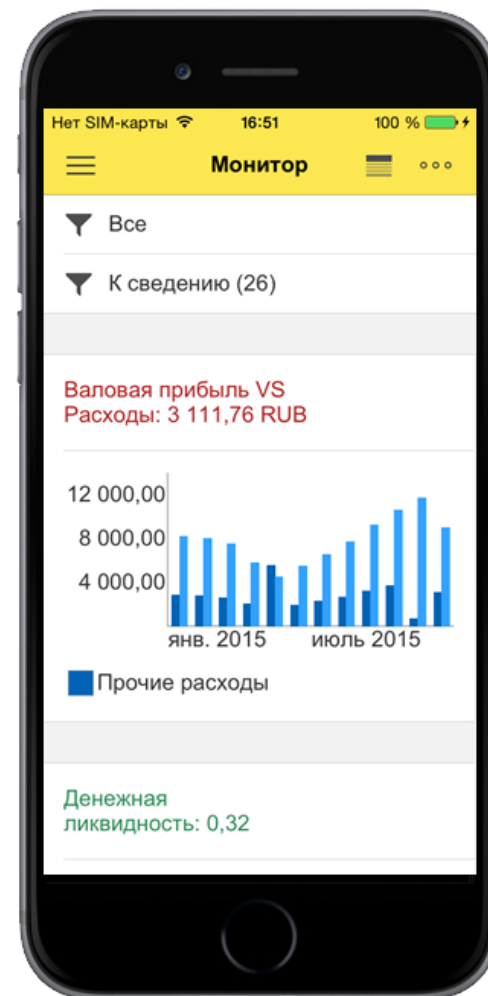 Нет SIM-карты 16:51 100 %
Монитор
Все
К сведению (26)
Валовая прибыль VS
Расходы: 3 111,76 RUB
12 000,00
8 000,00
4 000,00
янв. 2015 июль 2015
Прочие расходы
Денежная
ликвидность: 0,32